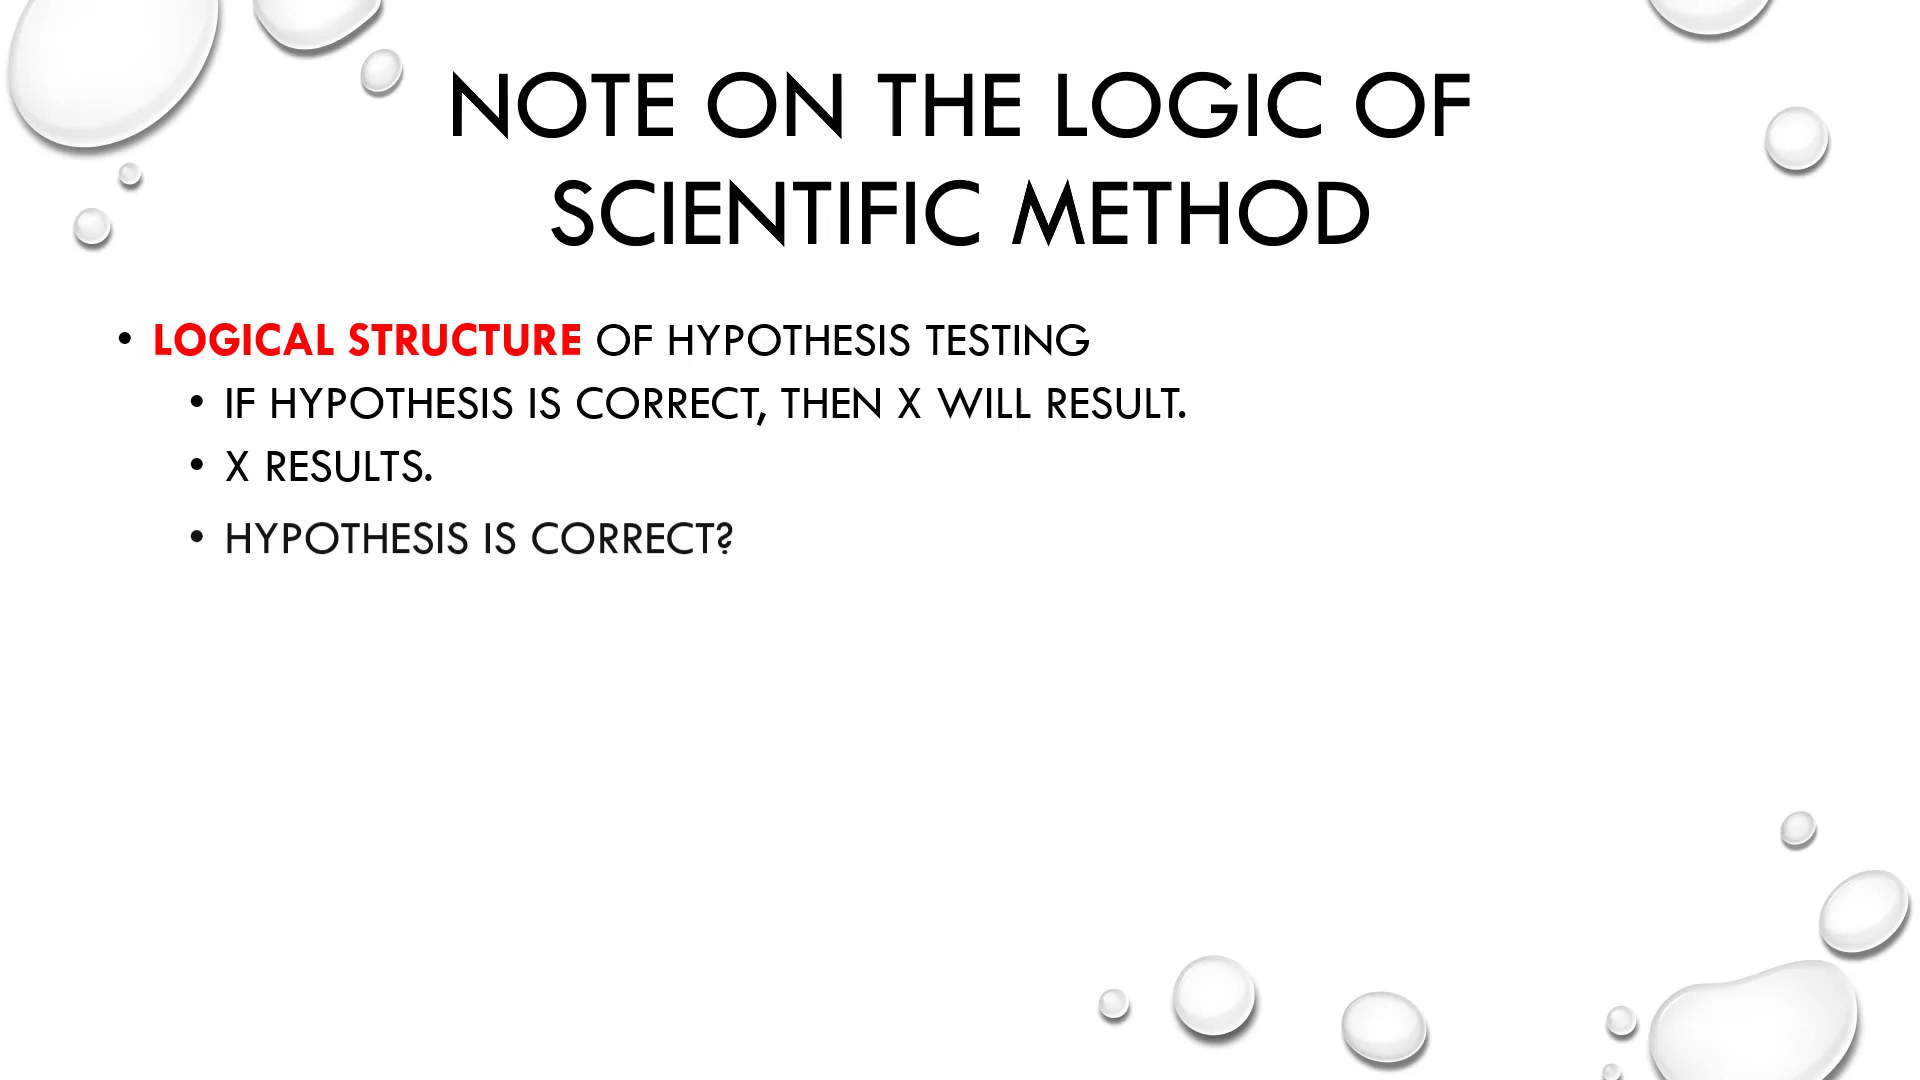 NOTE ON THE LOGIC OF
SCIENTIFIC METHOD
• LOGICAL STRUCTURE OF HYPOTHESIS TESTING
• IF HYPOTHESIS IS CORRECT, THEN X WILL RESULT.
• X RESULTS.
• HYPOTHESIS IS CORRECT?